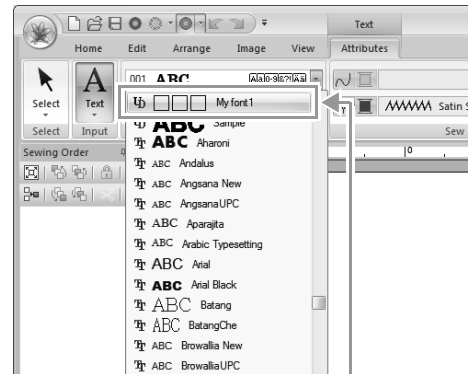 Text
Home Edit Arrange Image View Attributes
001 ABC
Select Text
My font1
Satin S
ABC Sample
Select Input Sew
ABC Aharoni
Sewing Order
0
ABC Andalus
ABC Angsana New
ABC AngsanaUPC
ABC Aparajita
ABC Arabic Typesetting
ABC Arial
ABC Arial Black
ABC Batang
ABC BatangChe
ABC Browallia New
ABC BrowalliaUPC